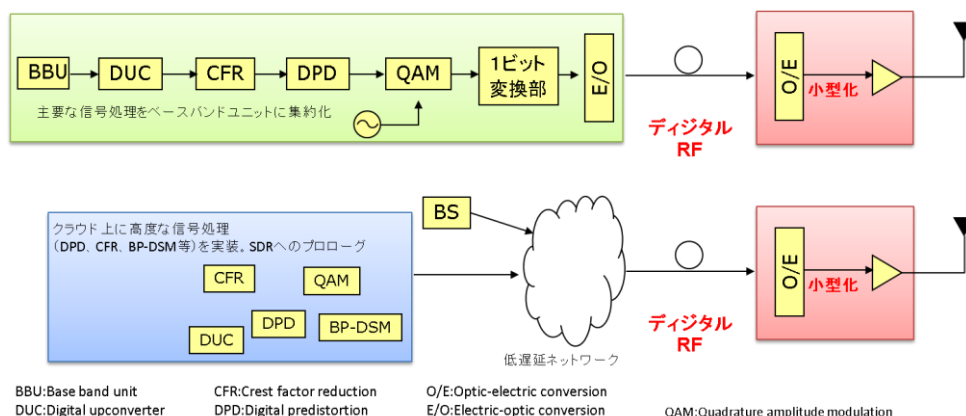 BBU
DUC
CFR
DPD
QAM
1ビット
変換部
E/O
主要な信号処理をベースバンドユニットに集約化
ディジタル
RF
O/E
小型化
クラウド上に高度な信号処理
(DPD、CFR、BP-DSM等)を実装。SDRへのプロローグ
CFR
QAM
DPD
BP-DSM
DUC
BS
低遅延ネットワーク
ディジタル
RF
O/E
小型化
BBU:Base band unit
CFR:Crest factor reduction
O/E:Optic-electric conversion
DUC:Digital upconverter
DPD:Digital predistortion
E/O:Electric-optic conversion
QAM:Quadrature amplitude modulation